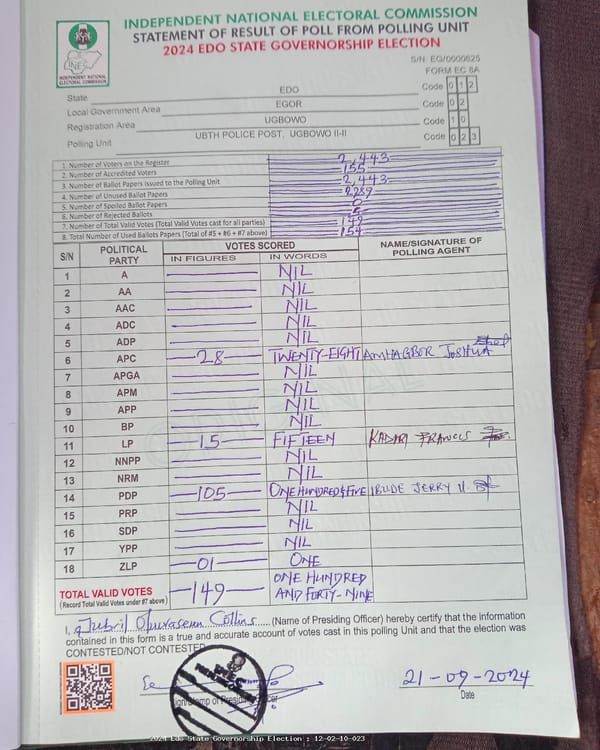 INDEPENDENT NATIONAL ELECTORAL COMMISSION
STATEMENT OF RESULT OF POLL FROM POLLING UNIT
2024 EDO STATE GOVERNORSHIP ELECTION
INEC
INDEPENDENT NATIONAL ELECTORAL COMMISSION
S/N: EG/0000625
FORM EC 8A
State EDO Code 0 1 2
Local Government Area EGOR Code 0 2
Registration Area UGBOWO Code 1 0
Polling Unit UBTH POLICE POST, UGBOWO II-II Code 0 2 3
1. Number of Voters on the Register 2,443
2. Number of Accredited Voters 155
3. Number of Ballot Papers Issued to the Polling Unit 2,443
4. Number of Unused Ballot Papers 2,289
5. Number of Spoiled Ballot Papers 0
6. Number of Rejected Ballots 5
7. Number of Total Valid Votes (Total Valid Votes cast for all parties) 149
8. Total Number of Used Ballots Papers (Total of #5 + #6 + #7 above) 154
S/N POLITICAL PARTY VOTES SCORED NAME/SIGNATURE OF POLLING AGENT
IN FIGURES IN WORDS
1 A NIL
2 AA NIL
3 AAC NIL
4 ADC NIL
5 ADP NIL
6 APC 28 TWENTY-EIGHT AMHAGBOR JOSHUA
7 APGA NIL
8 APM NIL
9 APP NIL
10 BP NIL
11 LP 15 FIFTEEN KADARI FRANCIS
12 NNPP NIL
13 NRM NIL
14 PDP 105 ONE HUNDRED & FIVE IBUDE JERRY U.
15 PRP NIL
16 SDP NIL
17 YPP NIL
18 ZLP 01 ONE
TOTAL VALID VOTES 149 ONE HUNDRED AND FORTY-NINE
(Record Total Valid Votes under #7 above)
I, Jubril Collins (Name of Presiding Officer) hereby certify that the information
contained in this form is a true and accurate account of votes cast in this polling Unit and that the election was
CONTESTED/NOT CONTESTED
INEC
Sign/Stamp of Presiding Officer
21-09-2024
Date
2024 Edo State Governorship Election : 12-02-10-023